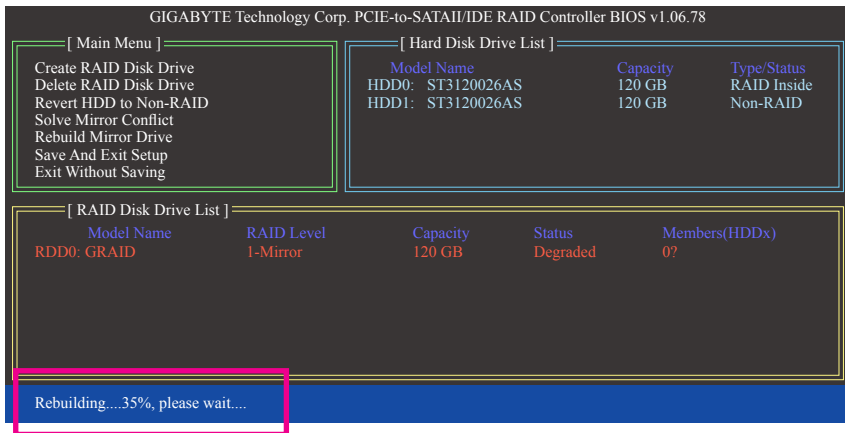 GIGABYTE Technology Corp. PCIE-to-SATAII/IDE RAID Controller BIOS v1.06.78
[ Main Menu ]
Create RAID Disk Drive
Delete RAID Disk Drive
Revert HDD to Non-RAID
Solve Mirror Conflict
Rebuild Mirror Drive
Save And Exit Setup
Exit Without Saving
[ Hard Disk Drive List ]
Model Name Capacity Type/Status
HDD0: ST3120026AS 120 GB RAID Inside
HDD1: ST3120026AS 120 GB Non-RAID
[ RAID Disk Drive List ]
Model Name RAID Level Capacity Status Members(HDDx)
RDD0: GRAID 1-Mirror 120 GB Degraded 0?
Rebuilding....35%, please wait....